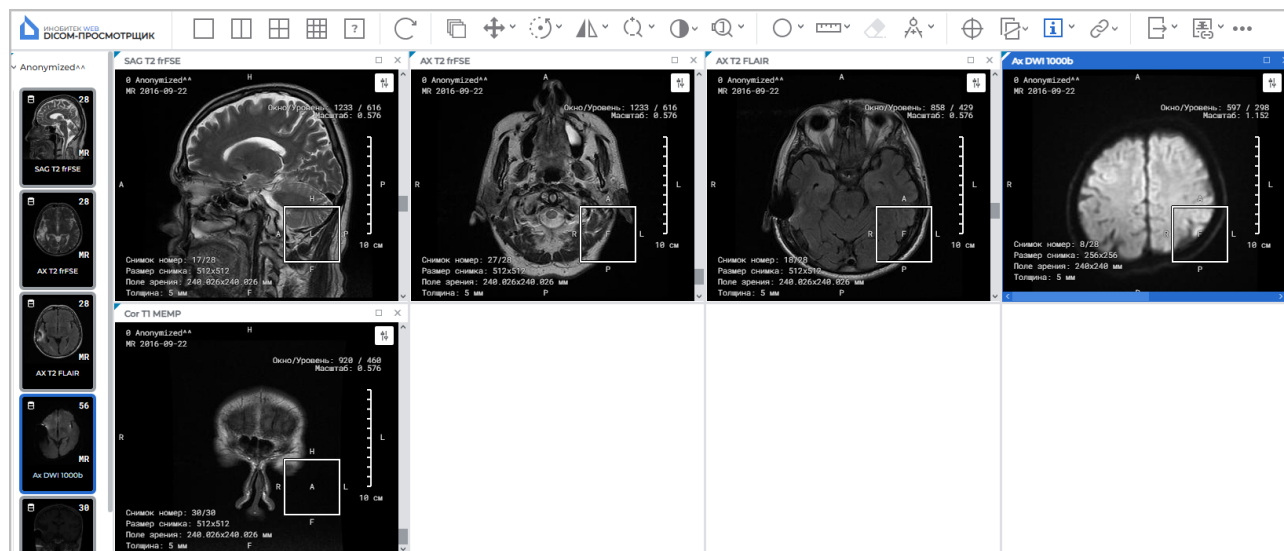 ИНОБИТЕК WEB
DICOM-ПРОСМОТРЩИК
?
1
i
Anonymized^^
28
MR
SAG T2 frFSE
28
MR
AX T2 frFSE
28
MR
AX T2 FLAIR
56
MR
Ax DWI 1000b
30
SAG T2 frFSE
0 Anonymized^^
MR 2016-09-22
H
Окно/Уровень: 1233 / 616
Масштаб: 0.576
A
P
H
A L P
F
10 см
Снимок номер: 17/28
Размер снимка: 512x512
Поле зрения: 240.026x240.026 мм
Толщина: 5 мм
F
AX T2 frFSE
0 Anonymized^^
MR 2016-09-22
A
Окно/Уровень: 1233 / 616
Масштаб: 0.576
R
L
A
R F L
P
10 см
Снимок номер: 27/28
Размер снимка: 512x512
Поле зрения: 240.026x240.026 мм
Толщина: 5 мм
P
AX T2 FLAIR
0 Anonymized^^
MR 2016-09-22
A
Окно/Уровень: 858 / 429
Масштаб: 0.576
R
L
A
R F L
P
10 см
Снимок номер: 18/28
Размер снимка: 512x512
Поле зрения: 240.026x240.026 мм
Толщина: 5 мм
P
Ax DWI 1000b
0 Anonymized^^
MR 2016-09-22
A
Окно/Уровень: 597 / 298
Масштаб: 1.152
R
L
R F L
P
10 см
Снимок номер: 8/28
Размер снимка: 256x256
Поле зрения: 240x240 мм
Толщина: 5 мм
Cor T1 MEMP
0 Anonymized^^
MR 2016-09-22
H
Окно/Уровень: 920 / 460
Масштаб: 0.576
R
L
H
R A L
F
10 см
Снимок номер: 30/30
Размер снимка: 512x512
Поле зрения: 240.026x240.026 мм
Толщина: 5 мм
F